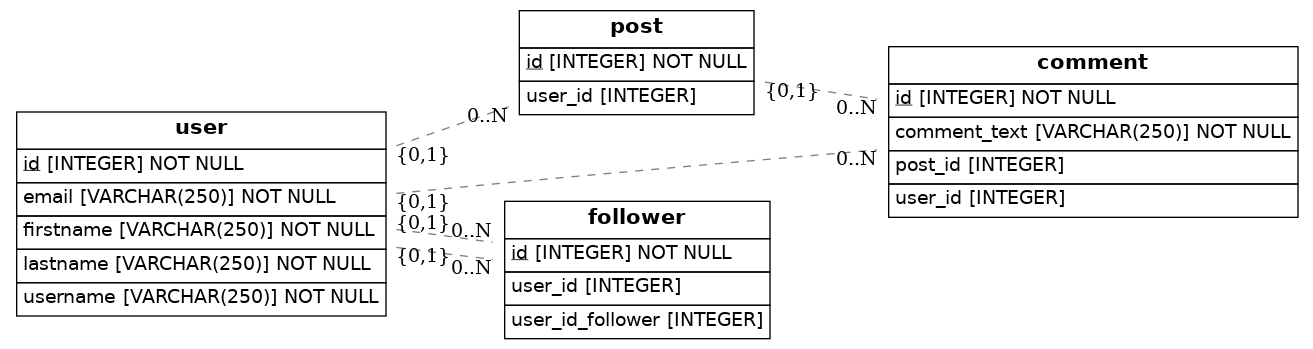 post
id [INTEGER] NOT NULL
user_id [INTEGER]
comment
id [INTEGER] NOT NULL
comment_text [VARCHAR(250)] NOT NULL
post_id [INTEGER]
user_id [INTEGER]
user
id [INTEGER] NOT NULL
email [VARCHAR(250)] NOT NULL
firstname [VARCHAR(250)] NOT NULL
lastname [VARCHAR(250)] NOT NULL
username [VARCHAR(250)] NOT NULL
follower
id [INTEGER] NOT NULL
user_id [INTEGER]
user_id_follower [INTEGER]
{0,1}
0..N
0..N
{0,1}
0..N
{0,1}
{0,1}
0..N
{0,1}
0..N